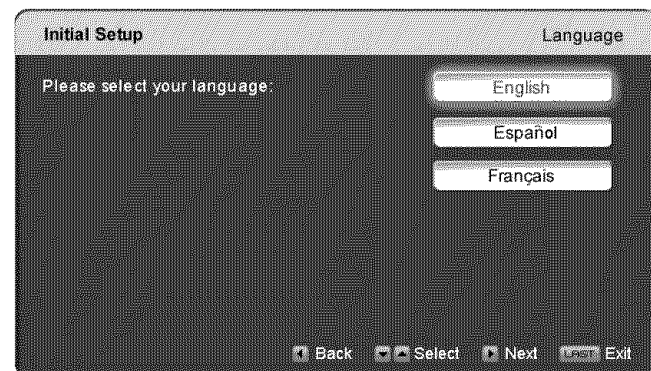 Initial Setup Language
Please select your language:
English
Español
Français
Back Select Next LAST Exit